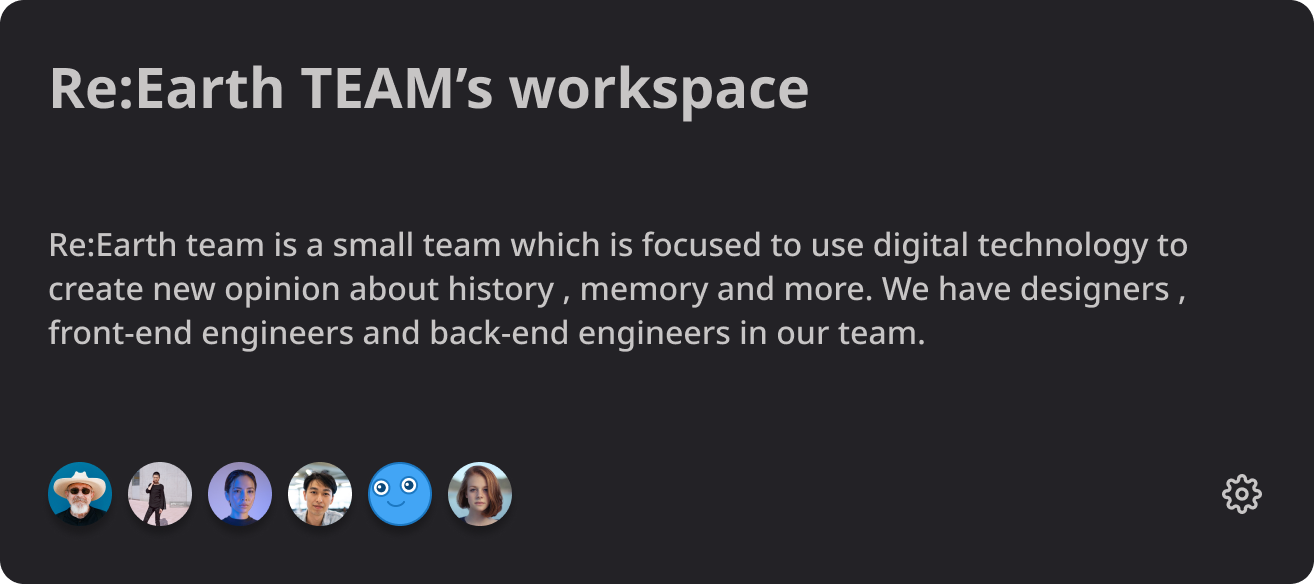 Re:Earth TEAM’s workspace
Re:Earth team is a small team which is focused to use digital technology to
create new opinion about history , memory and more. We have designers ,
front-end engineers and back-end engineers in our team.